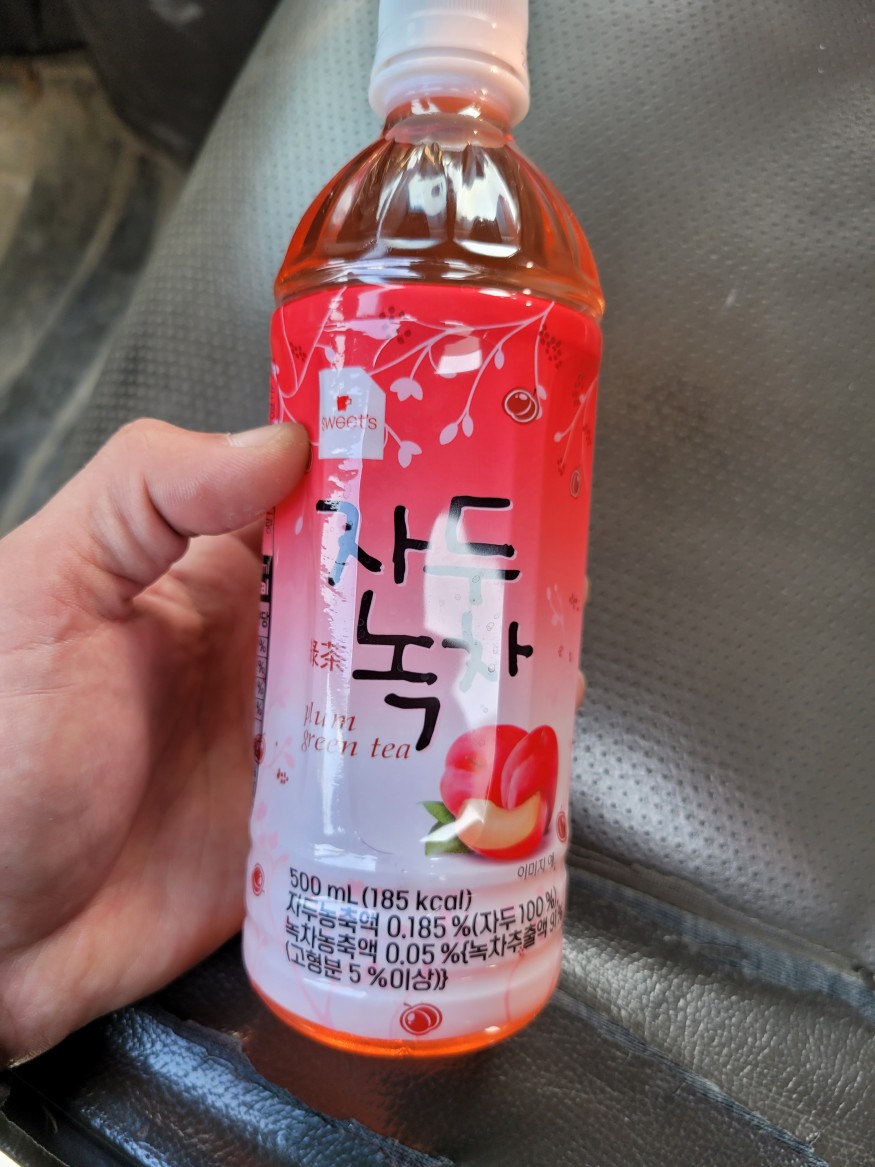 sweet's
자두
녹차
綠茶
plum
green tea
이미지 예
500 mL (185 kcal)
자두농축액 0.185 %(자두 100 %),
녹차농축액 0.05 %{녹차추출액
(고형분 5 %이상)}